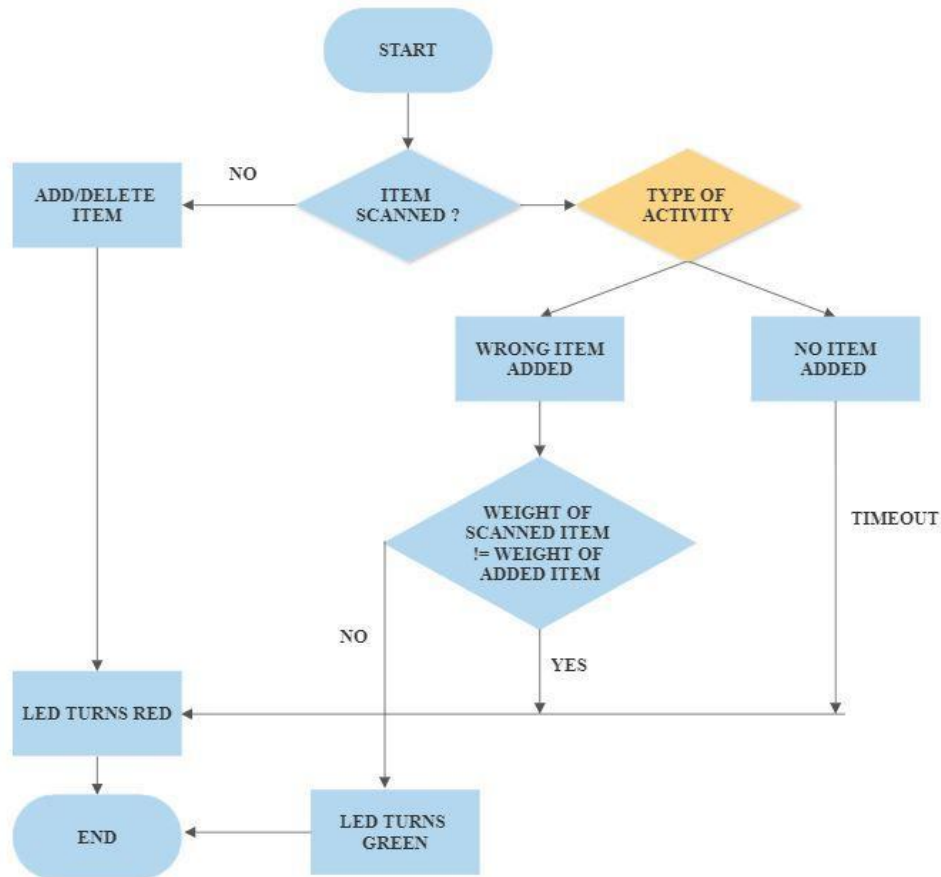 START
NO
ADD/DELETE
ITEM
ITEM
SCANNED ?
TYPE OF
ACTIVITY
WRONG ITEM
ADDED
NO ITEM
ADDED
WEIGHT OF
SCANNED ITEM
!= WEIGHT OF
ADDED ITEM
TIMEOUT
NO
YES
LED TURNS RED
END
LED TURNS
GREEN